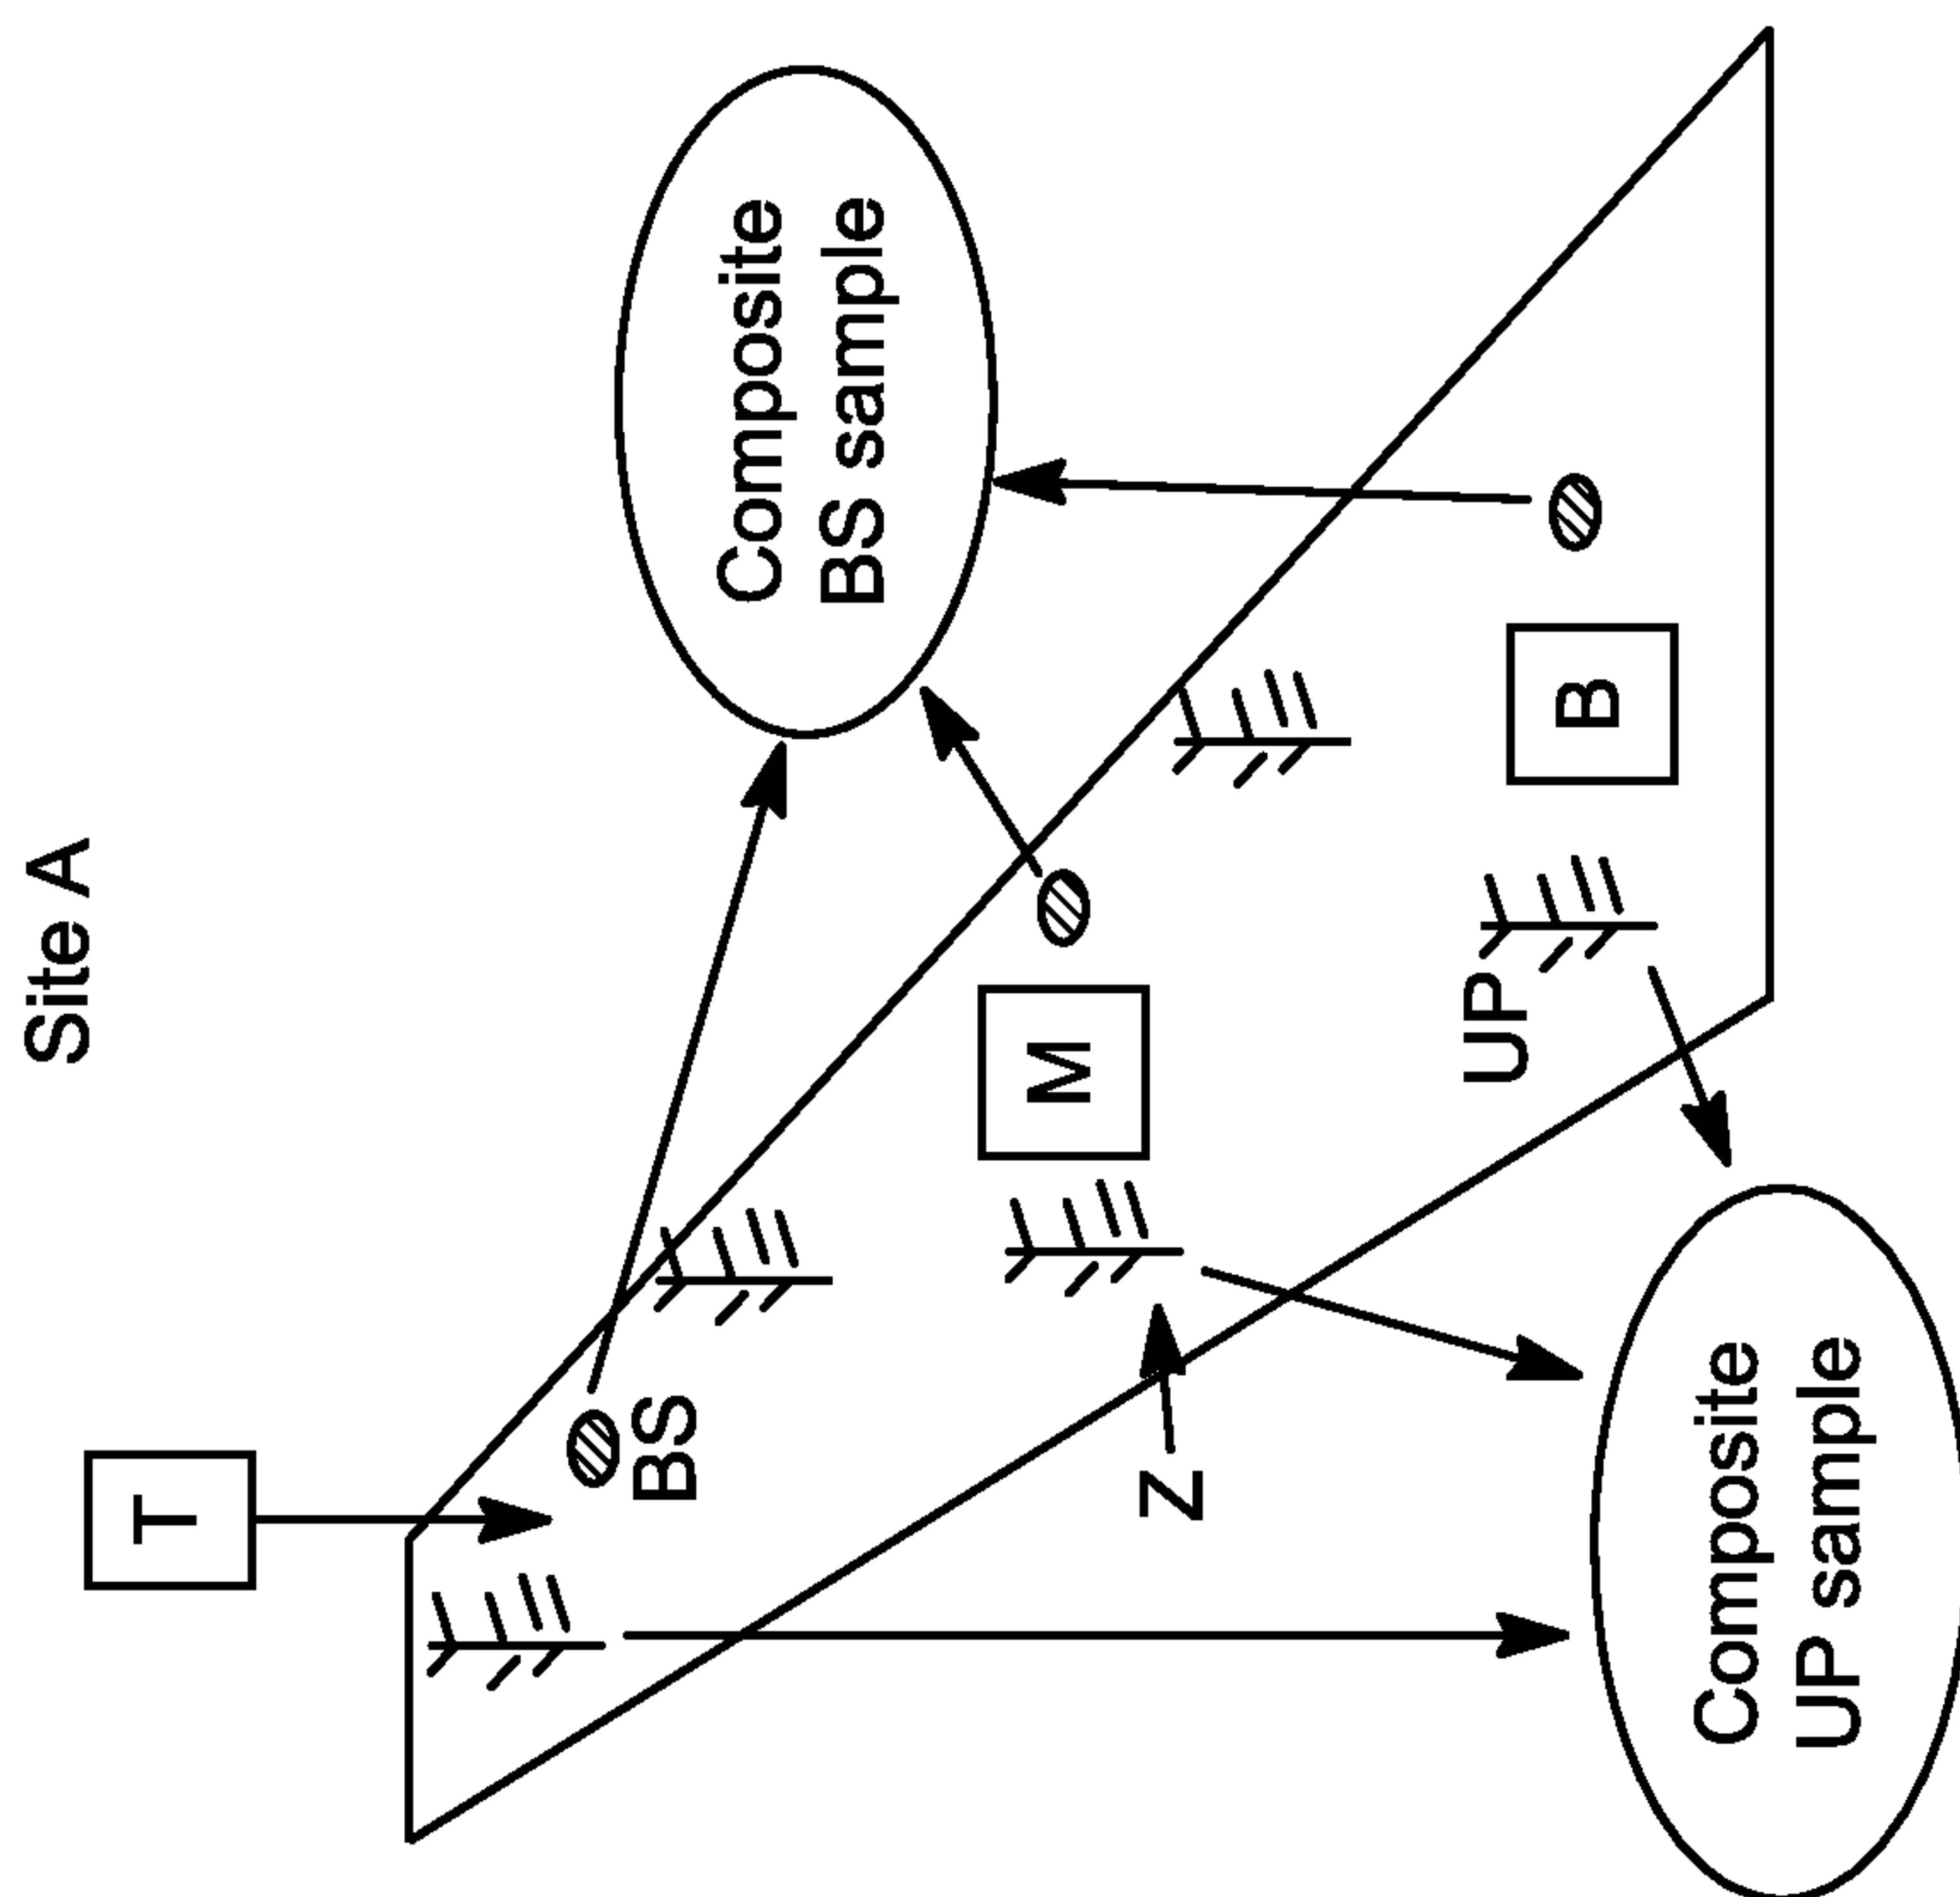 Site A
T
BS
Composite
BS sample
M
Z
UP
B
Composite
UP sample